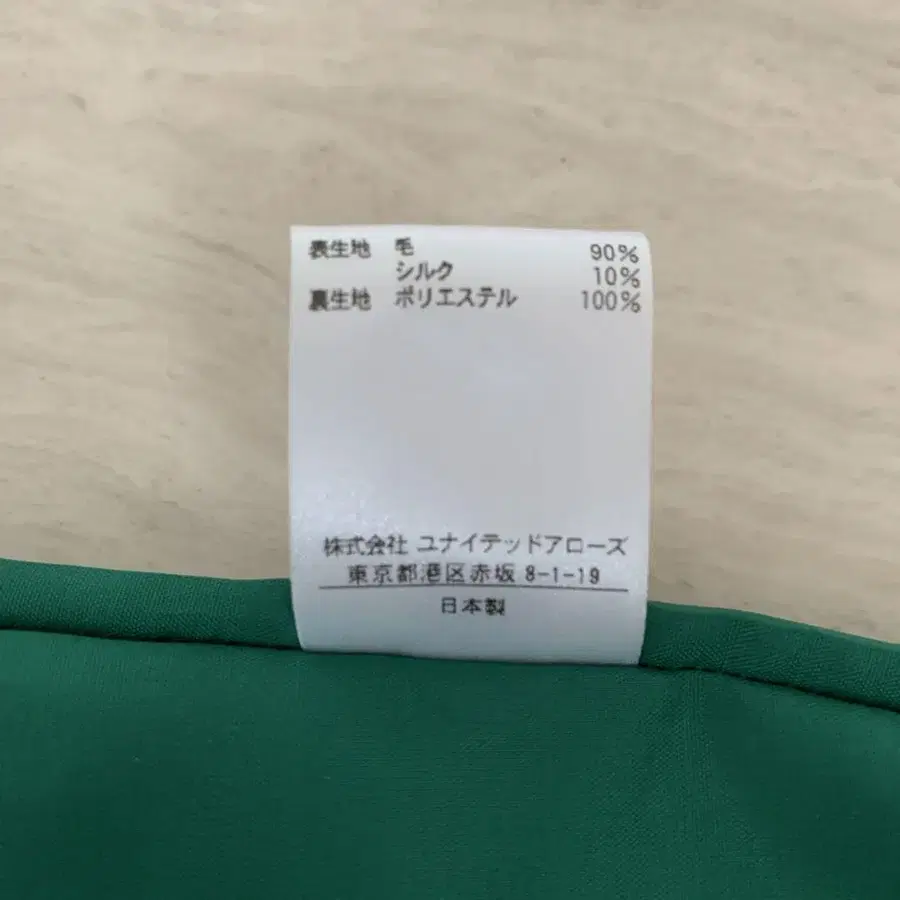 表生地 毛 90%
シルク 10%
裏生地 ポリエステル 100%
株式会社 ユナイテッドアローズ
東京都港区赤坂 8-1-19
日本製